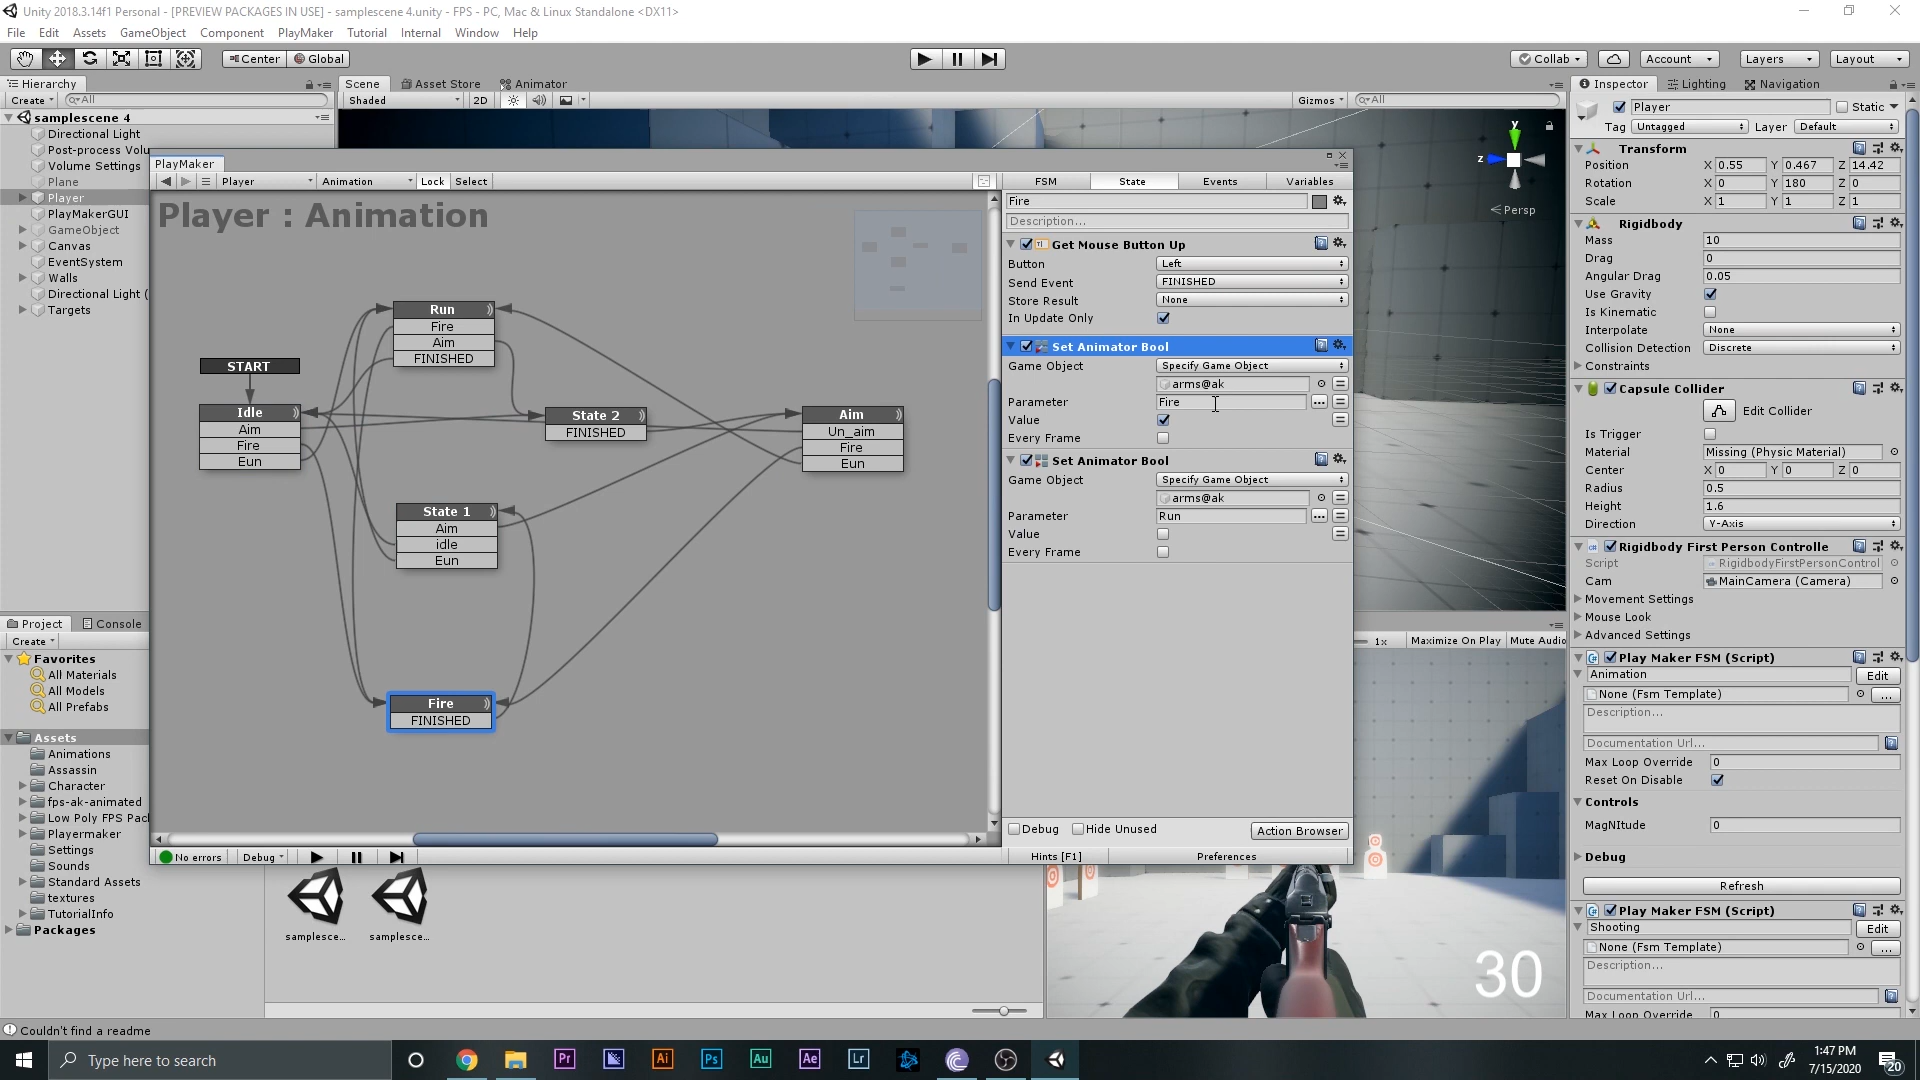 Unity 2018.3.14f1 Personal - [PREVIEW PACKAGES IN USE] - samplescene 4.unity - FPS - PC, Mac & Linux Standalone <DX11>
File Edit Assets GameObject Component PlayMaker Tutorial Internal Window Help
Center Global Collab Account Layers Layout
Hierarchy
Create All
samplescene 4
Directional Light
Post-process Volu
Volume Settings
Plane
Player
PlayMakerGUI
GameObject
Canvas
EventSystem
Walls
Directional Light (
Targets
Scene Asset Store Animator
Shaded 2D Gizmos All
y
z
Persp
PlayMaker
Player Animation Lock Select
Player : Animation
START
Idle
Aim
Fire
Eun
Run
Fire
Aim
FINISHED
State 2
FINISHED
Aim
Un_aim
Fire
Eun
State 1
Aim
idle
Eun
Fire
FINISHED
No errors Debug
FSM State Events Variables
Fire
Description...
Get Mouse Button Up
Button Left
Send Event FINISHED
Store Result None
In Update Only
Set Animator Bool
Game Object Specify Game Object
arms@ak
Parameter Fire
Value
Every Frame
Set Animator Bool
Game Object Specify Game Object
arms@ak
Parameter Run
Value
Every Frame
Debug Hide Unused Action Browser
Hints [F1] Preferences
Project Console
Create
Favorites
All Materials
All Models
All Prefabs
Assets
Animations
Assassin
Character
fps-ak-animated
Low Poly FPS Pacl
Playermaker
Settings
Sounds
Standard Assets
textures
TutorialInfo
Packages
samplesce... samplesce...
1x Maximize On Play Mute Audio
30
Inspector Lighting Navigation
Player Static
Tag Untagged Layer Default
Transform
Position X 0.55 Y 0.467 Z 14.42
Rotation X 0 Y 180 Z 0
Scale X 1 Y 1 Z 1
Rigidbody
Mass 10
Drag 0
Angular Drag 0.05
Use Gravity
Is Kinematic
Interpolate None
Collision Detection Discrete
Constraints
Capsule Collider
Edit Collider
Is Trigger
Material Missing (Physic Material)
Center X 0 Y 0 Z 0
Radius 0.5
Height 1.6
Direction Y-Axis
Rigidbody First Person Controlle
Script RigidbodyFirstPersonControl
Cam MainCamera (Camera)
Movement Settings
Mouse Look
Advanced Settings
Play Maker FSM (Script)
Animation Edit
None (Fsm Template) ...
Description...
Documentation Url...
Max Loop Override 0
Reset On Disable
Controls
MagNItude 0
Debug
Refresh
Play Maker FSM (Script)
Shooting Edit
None (Fsm Template) ...
Description...
Documentation Url...
Max Loop Override 0
Couldn't find a readme
Type here to search
Pr Ai Ps Au Ae Lr
1:47 PM
7/15/2020
20